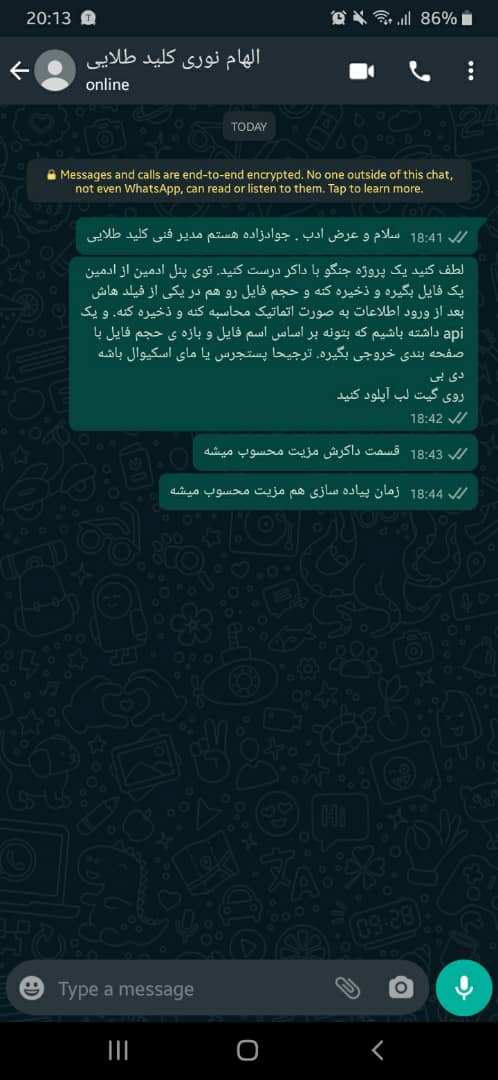 20:13
86%
الهام نوری کلید طلایی
online
TODAY
Messages and calls are end-to-end encrypted. No one outside of this chat,
not even WhatsApp, can read or listen to them. Tap to learn more.
سلام و عرض ادب . جوادزاده هستم مدیر فنی کلید طلایی
18:41
لطف کنید یک پروژه جنگو با داکر درست کنید. توی پنل ادمین از ادمین
یک فایل بگیره و ذخیره کنه و حجم فایل رو هم در یکی از فیلد هاش
بعد از ورود اطلاعات به صورت اتماتیک محاسبه کنه و ذخیره کنه. و یک
api داشته باشیم که بتونه بر اساس اسم فایل و بازه ی حجم فایل با
صفحه بندی خروجی بگیره. ترجیحا پستجرس یا مای اسکیوال باشه
دی بی
روی گیت لب آپلود کنید
18:42
قسمت داکرش مزیت محسوب میشه
18:43
زمان پیاده سازی هم مزیت محسوب میشه
18:44
Type a message